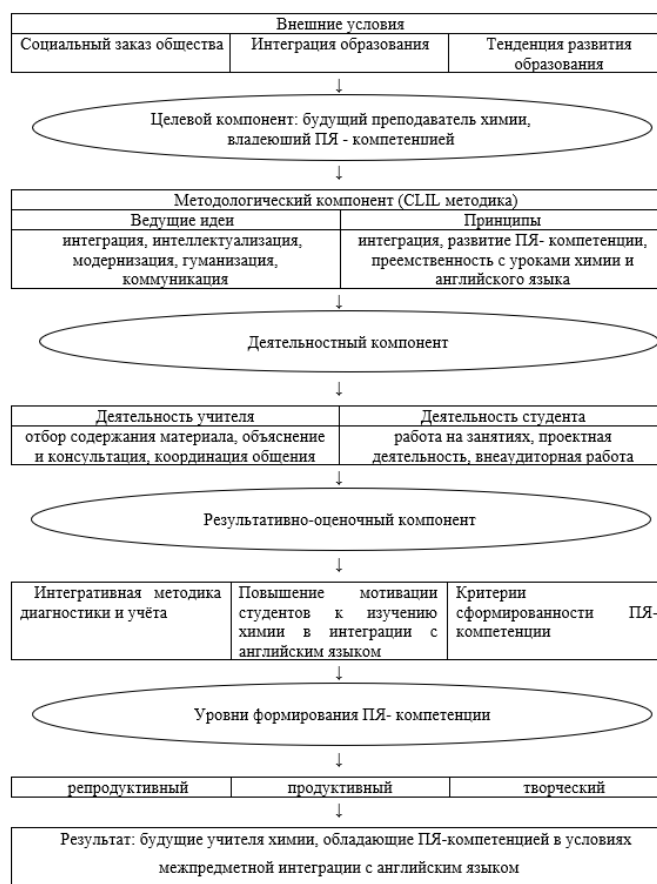 Внешние условия
Социальный заказ общества
Интеграция образования
Тенденция развития
образования
↓
Целевой компонент: будущий преподаватель химии,
владеюший ПЯ - компетенцией
↓
Методологический компонент (CLIL методика)
Ведущие идеи
интеграция, интеллектуализация,
модернизация, гуманизация,
коммуникация
Принципы
интеграция, развитие ПЯ- компетенции,
преемственность с уроками химии и
английского языка
↓
Деятельностный компонент
↓
Деятельность учителя
отбор содержания материала, объяснение
и консультация, координация общения
Деятельность студента
работа на занятиях, проектная
деятельность, внеаудиторная работа
↓
Результативно-оценочный компонент
↓
Интегративная методика
диагностики и учёта
Повышение мотивации
студентов к изучению
химии в интеграции с
английским языком
Критерии
сформированности ПЯ-
компетенции
↓
Уровни формирования ПЯ- компетенции
↓
репродуктивный
продуктивный
творческий
↓
Результат: будущие учителя химии, обладающие ПЯ-компетенцией в условиях
межпредметной интеграции с английским языком